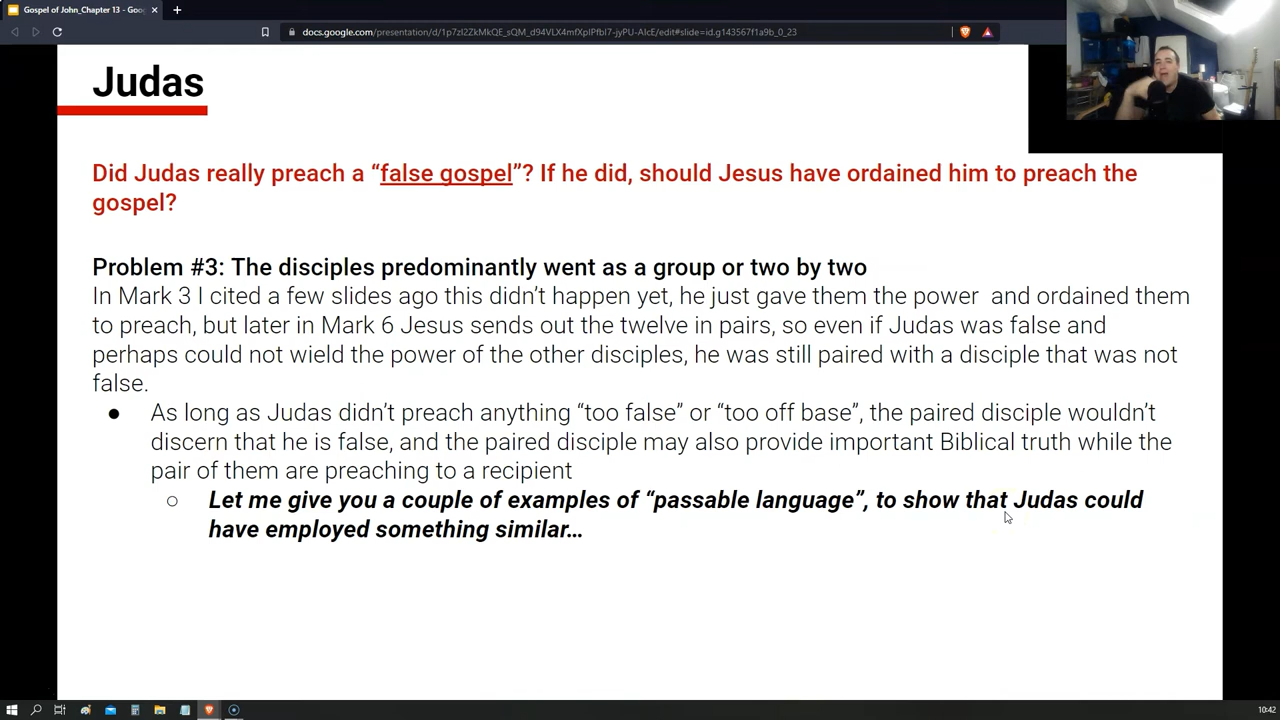 Gospel of John_Chapter 13 - Goo
docs.google.com/presentation/d/1p7zI2ZkMkQE_sQM_d94VLX4mfXpIPfbI7-jyPU-AIcE/edit#slide=id.g143567f1a9b_0_23
Judas
Did Judas really preach a “false gospel”? If he did, should Jesus have ordained him to preach the
gospel?
Problem #3: The disciples predominantly went as a group or two by two
In Mark 3 I cited a few slides ago this didn’t happen yet, he just gave them the power and ordained them
to preach, but later in Mark 6 Jesus sends out the twelve in pairs, so even if Judas was false and
perhaps could not wield the power of the other disciples, he was still paired with a disciple that was not
false.
● As long as Judas didn’t preach anything “too false” or “too off base”, the paired disciple wouldn’t
discern that he is false, and the paired disciple may also provide important Biblical truth while the
pair of them are preaching to a recipient
○ Let me give you a couple of examples of “passable language”, to show that Judas could
have employed something similar…
10:42